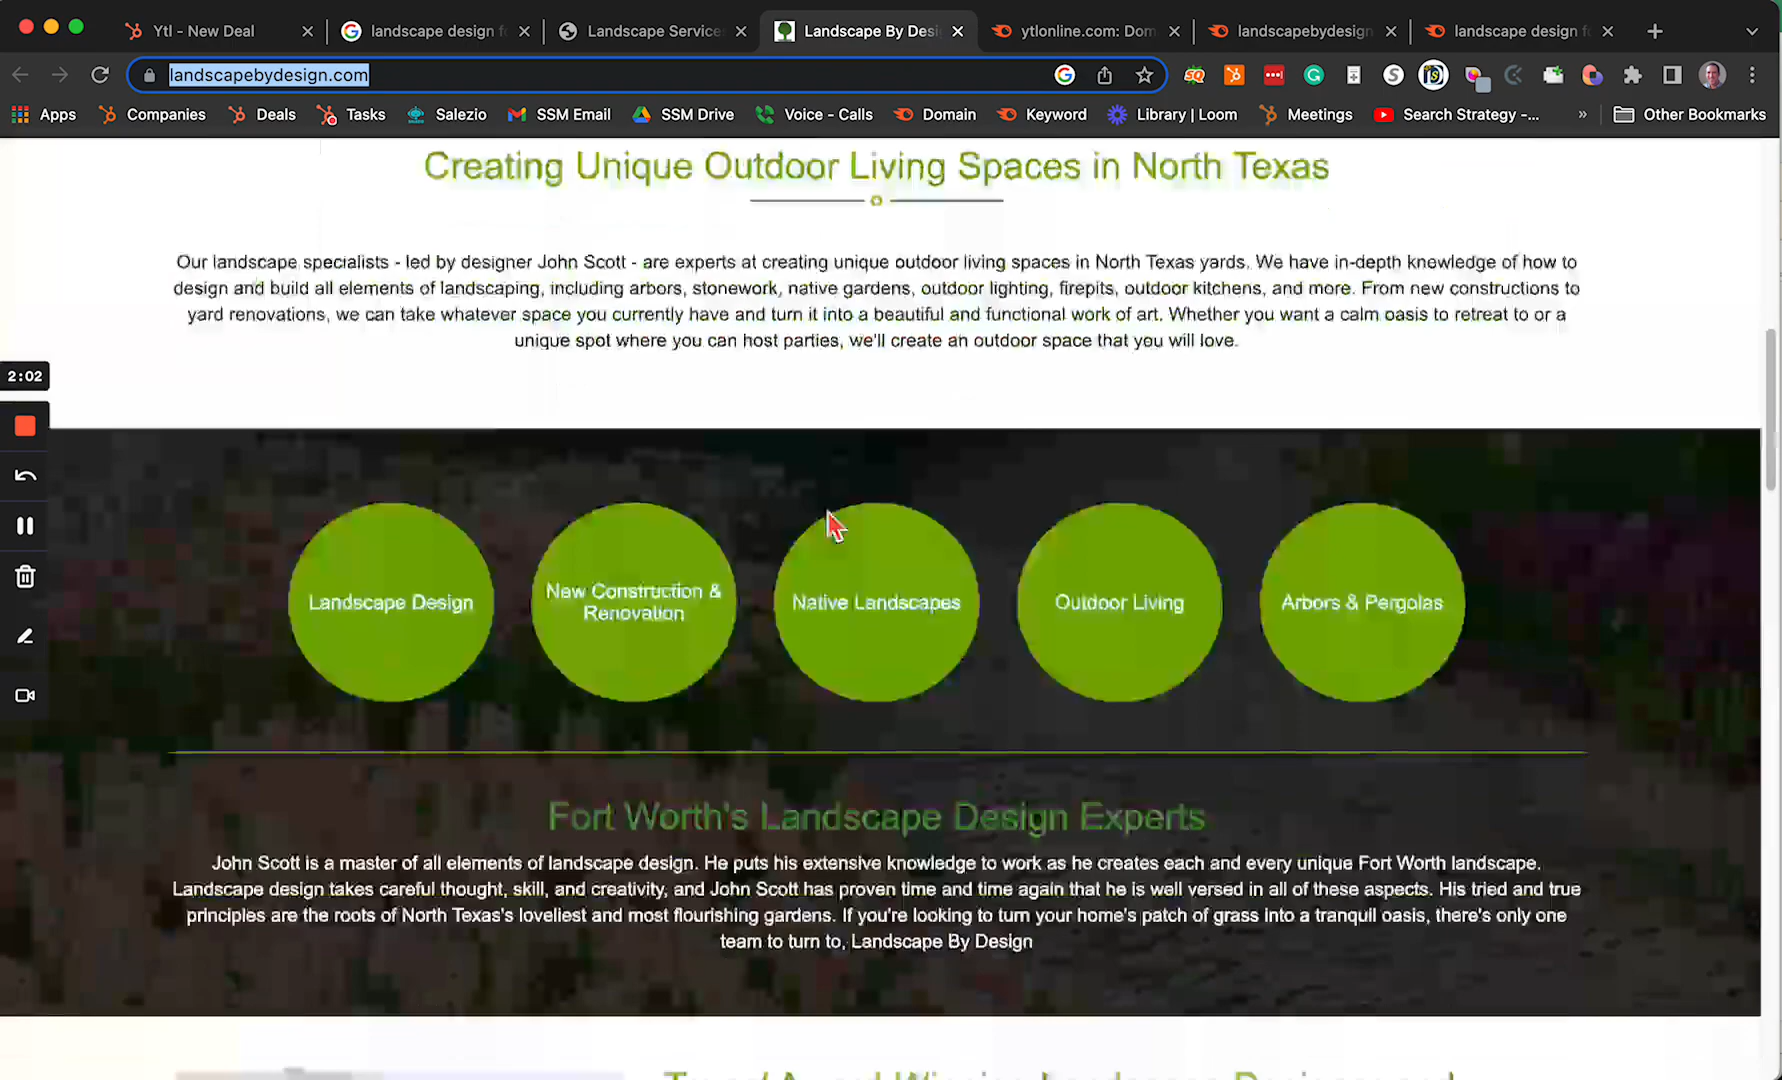 Ytl - New Deal
landscape design f
Landscape Service
Landscape By Desi
ytlonline.com: Dom
landscapebydesign
landscape design f
landscapebydesign.com
Apps
Companies
Deals
Tasks
Salezio
SSM Email
SSM Drive
Voice - Calls
Domain
Keyword
Library | Loom
Meetings
Search Strategy -...
»
Other Bookmarks
Creating Unique Outdoor Living Spaces in North Texas
Our landscape specialists - led by designer John Scott - are experts at creating unique outdoor living spaces in North Texas yards. We have in-depth knowledge of how to
design and build all elements of landscaping, including arbors, stonework, native gardens, outdoor lighting, firepits, outdoor kitchens, and more. From new constructions to
yard renovations, we can take whatever space you currently have and turn it into a beautiful and functional work of art. Whether you want a calm oasis to retreat to or a
unique spot where you can host parties, we'll create an outdoor space that you will love.
2:02
Landscape Design
New Construction &
Renovation
Native Landscapes
Outdoor Living
Arbors & Pergolas
Fort Worth's Landscape Design Experts
John Scott is a master of all elements of landscape design. He puts his extensive knowledge to work as he creates each and every unique Fort Worth landscape.
Landscape design takes careful thought, skill, and creativity, and John Scott has proven time and time again that he is well versed in all of these aspects. His tried and true
principles are the roots of North Texas's loveliest and most flourishing gardens. If you're looking to turn your home's patch of grass into a tranquil oasis, there's only one
team to turn to, Landscape By Design